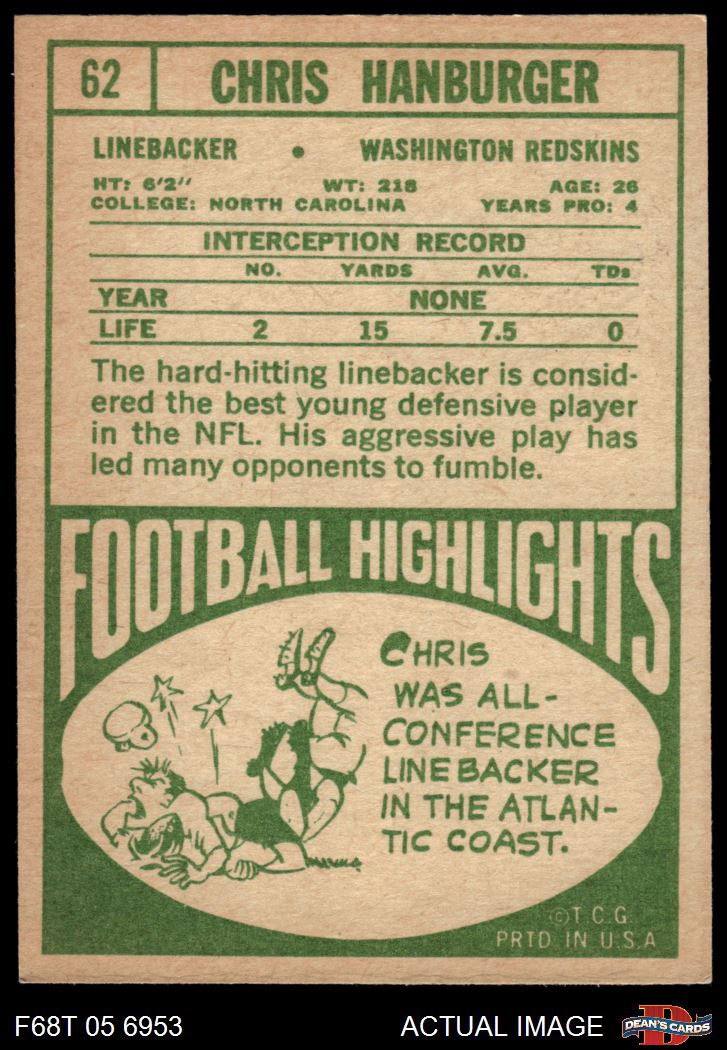 62 CHRIS HANBURGER
LINEBACKER • WASHINGTON REDSKINS
HT: 6'2" WT: 218 AGE: 26
COLLEGE: NORTH CAROLINA YEARS PRO: 4
INTERCEPTION RECORD
NO. YARDS AVG. TDs
YEAR NONE
LIFE 2 15 7.5 0
The hard-hitting linebacker is consid-
ered the best young defensive player
in the NFL. His aggressive play has
led many opponents to fumble.
FOOTBALL HIGHLIGHTS
CHRIS
WAS ALL-
CONFERENCE
LINEBACKER
IN THE ATLAN-
TIC COAST.
©T.C.G.
PRTD IN U.S.A
F68T 05 6953 ACTUAL IMAGE D DEAN'S CARDS